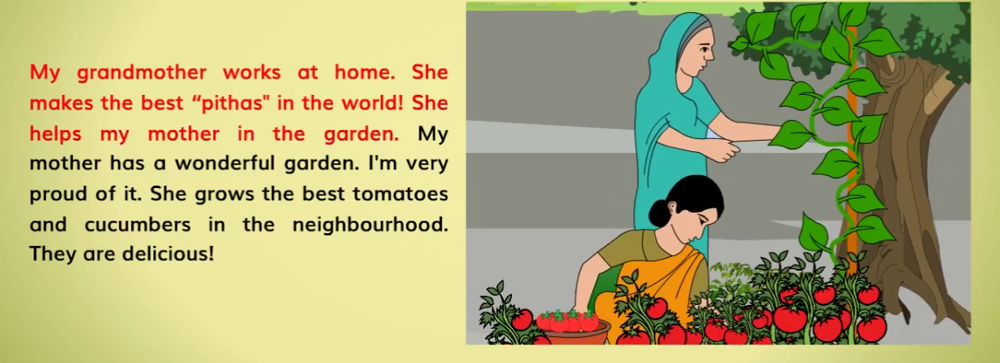 My grandmother works at home. She
makes the best “pithas" in the world! She
helps my mother in the garden. My
mother has a wonderful garden. I'm very
proud of it. She grows the best tomatoes
and cucumbers in the neighbourhood.
They are delicious!